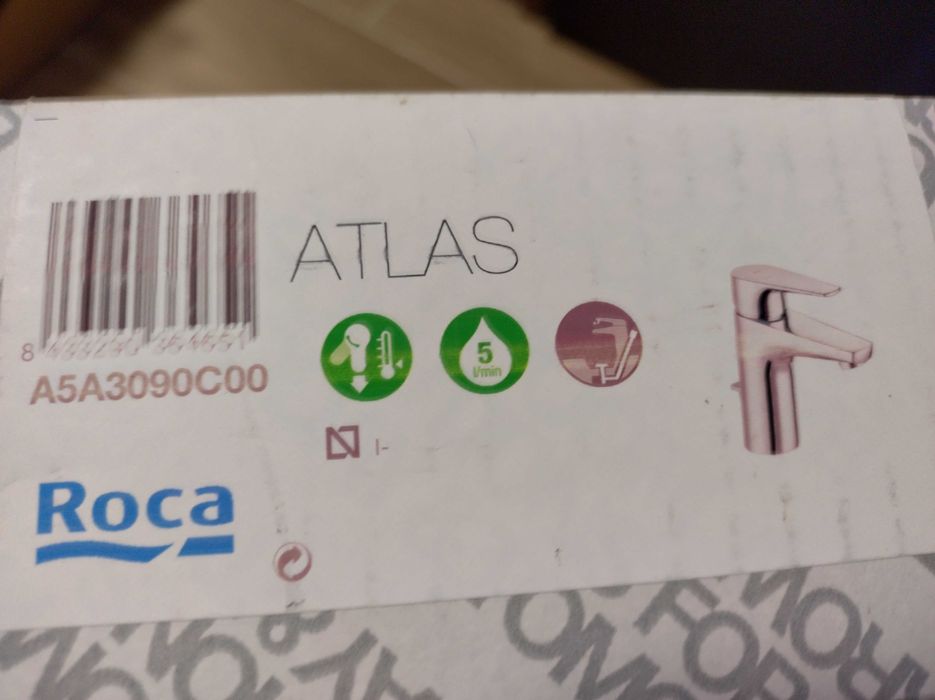 ATLAS
A5A3090C00
5
l/min
I-
Roca